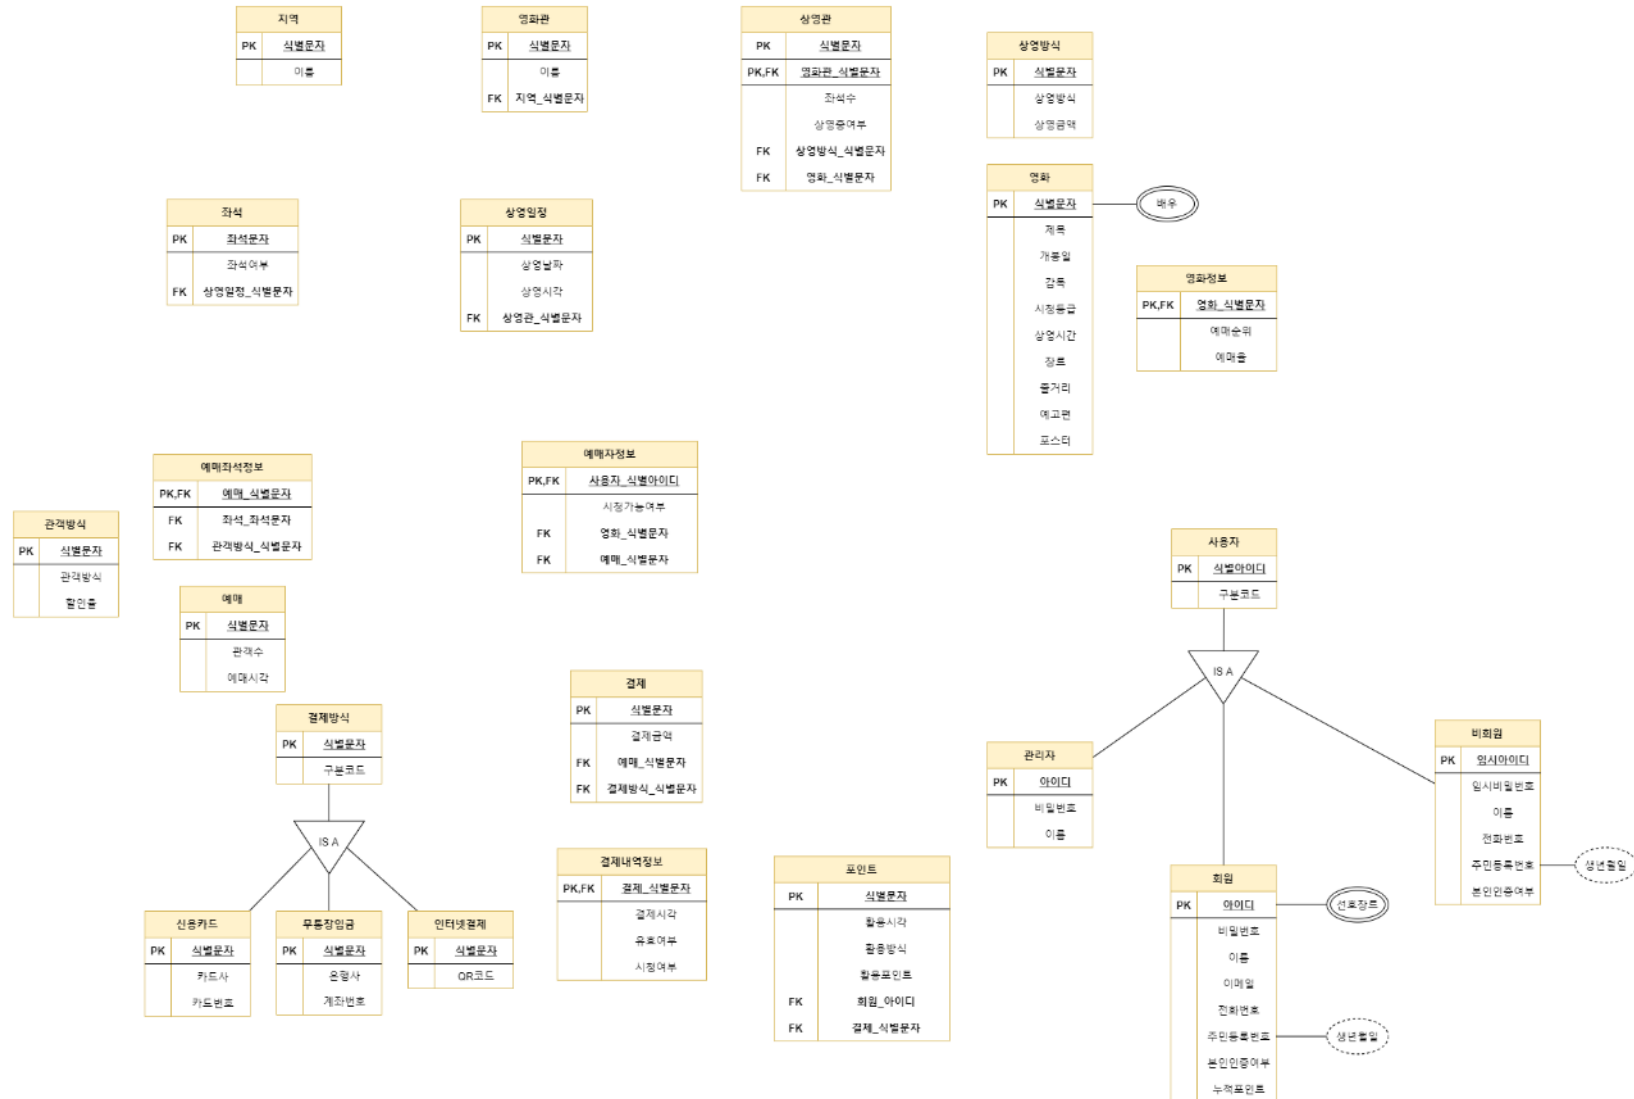 지역
PK 식별문자
이름
영화관
PK 식별문자
이름
FK 지역_식별문자
상영관
PK 식별문자
PK,FK 영화관_식별문자
좌석수
상영중여부
FK 상영방식_식별문자
FK 영화_식별문자
상영방식
PK 식별문자
상영방식
상영금액
영화
PK 식별문자
배우
제목
개봉일
감독
시청등급
상영시간
장르
줄거리
예고편
포스터
영화정보
PK,FK 영화_식별문자
예매순위
예매율
좌석
PK 좌석문자
좌석여부
FK 상영일정_식별문자
상영일정
PK 식별문자
상영날짜
상영시각
FK 상영관_식별문자
예매좌석정보
PK,FK 예매_식별문자
FK 좌석_좌석문자
FK 관객방식_식별문자
예매자정보
PK,FK 사용자_식별아이디
시청가능여부
FK 영화_식별문자
FK 예매_식별문자
관객방식
PK 식별문자
관객방식
할인율
예매
PK 식별문자
관객수
예매시각
사용자
PK 식별아이디
구분코드
IS A
결제방식
PK 식별문자
구분코드
IS A
결제
PK 식별문자
결제금액
FK 예매_식별문자
FK 결제방식_식별문자
관리자
PK 아이디
비밀번호
이름
비회원
PK 임시아이디
임시비밀번호
이름
전화번호
주민등록번호
생년월일
본인인증여부
신용카드
PK 식별문자
카드사
카드번호
무통장입금
PK 식별문자
은행사
계좌번호
인터넷결제
PK 식별문자
QR코드
결제내역정보
PK,FK 결제_식별문자
결제시각
유효여부
시청여부
포인트
PK 식별문자
활용시각
활용방식
활용포인트
FK 회원_아이디
FK 결제_식별문자
회원
PK 아이디
선호장르
비밀번호
이름
이메일
전화번호
주민등록번호
생년월일
본인인증여부
누적포인트